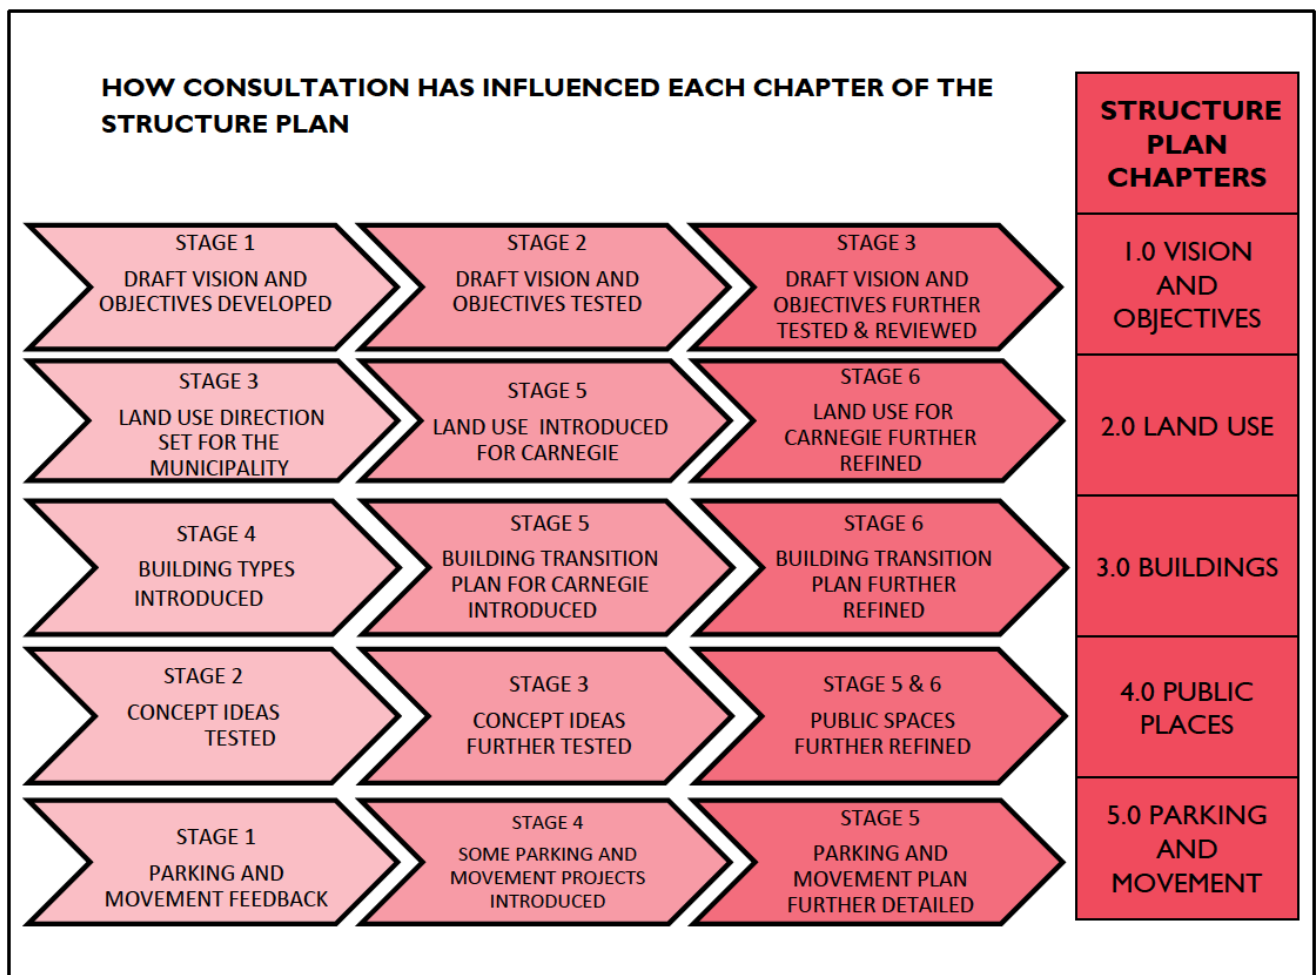 HOW CONSULTATION HAS INFLUENCED EACH CHAPTER OF THE
STRUCTURE PLAN
STRUCTURE
PLAN
CHAPTERS
STAGE 1
DRAFT VISION AND
OBJECTIVES DEVELOPED
STAGE 2
DRAFT VISION AND
OBJECTIVES TESTED
STAGE 3
DRAFT VISION AND
OBJECTIVES FURTHER
TESTED & REVIEWED
1.0 VISION
AND
OBJECTIVES
STAGE 3
LAND USE DIRECTION
SET FOR THE
MUNICIPALITY
STAGE 5
LAND USE INTRODUCED
FOR CARNEGIE
STAGE 6
LAND USE FOR
CARNEGIE FURTHER
REFINED
2.0 LAND USE
STAGE 4
BUILDING TYPES
INTRODUCED
STAGE 5
BUILDING TRANSITION
PLAN FOR CARNEGIE
INTRODUCED
STAGE 6
BUILDING TRANSITION
PLAN FURTHER
REFINED
3.0 BUILDINGS
STAGE 2
CONCEPT IDEAS
TESTED
STAGE 3
CONCEPT IDEAS
FURTHER TESTED
STAGE 5 & 6
PUBLIC SPACES
FURTHER REFINED
4.0 PUBLIC
PLACES
STAGE 1
PARKING AND
MOVEMENT FEEDBACK
STAGE 4
SOME PARKING AND
MOVEMENT PROJECTS
INTRODUCED
STAGE 5
PARKING AND
MOVEMENT PLAN
FURTHER DETAILED
5.0 PARKING
AND
MOVEMENT